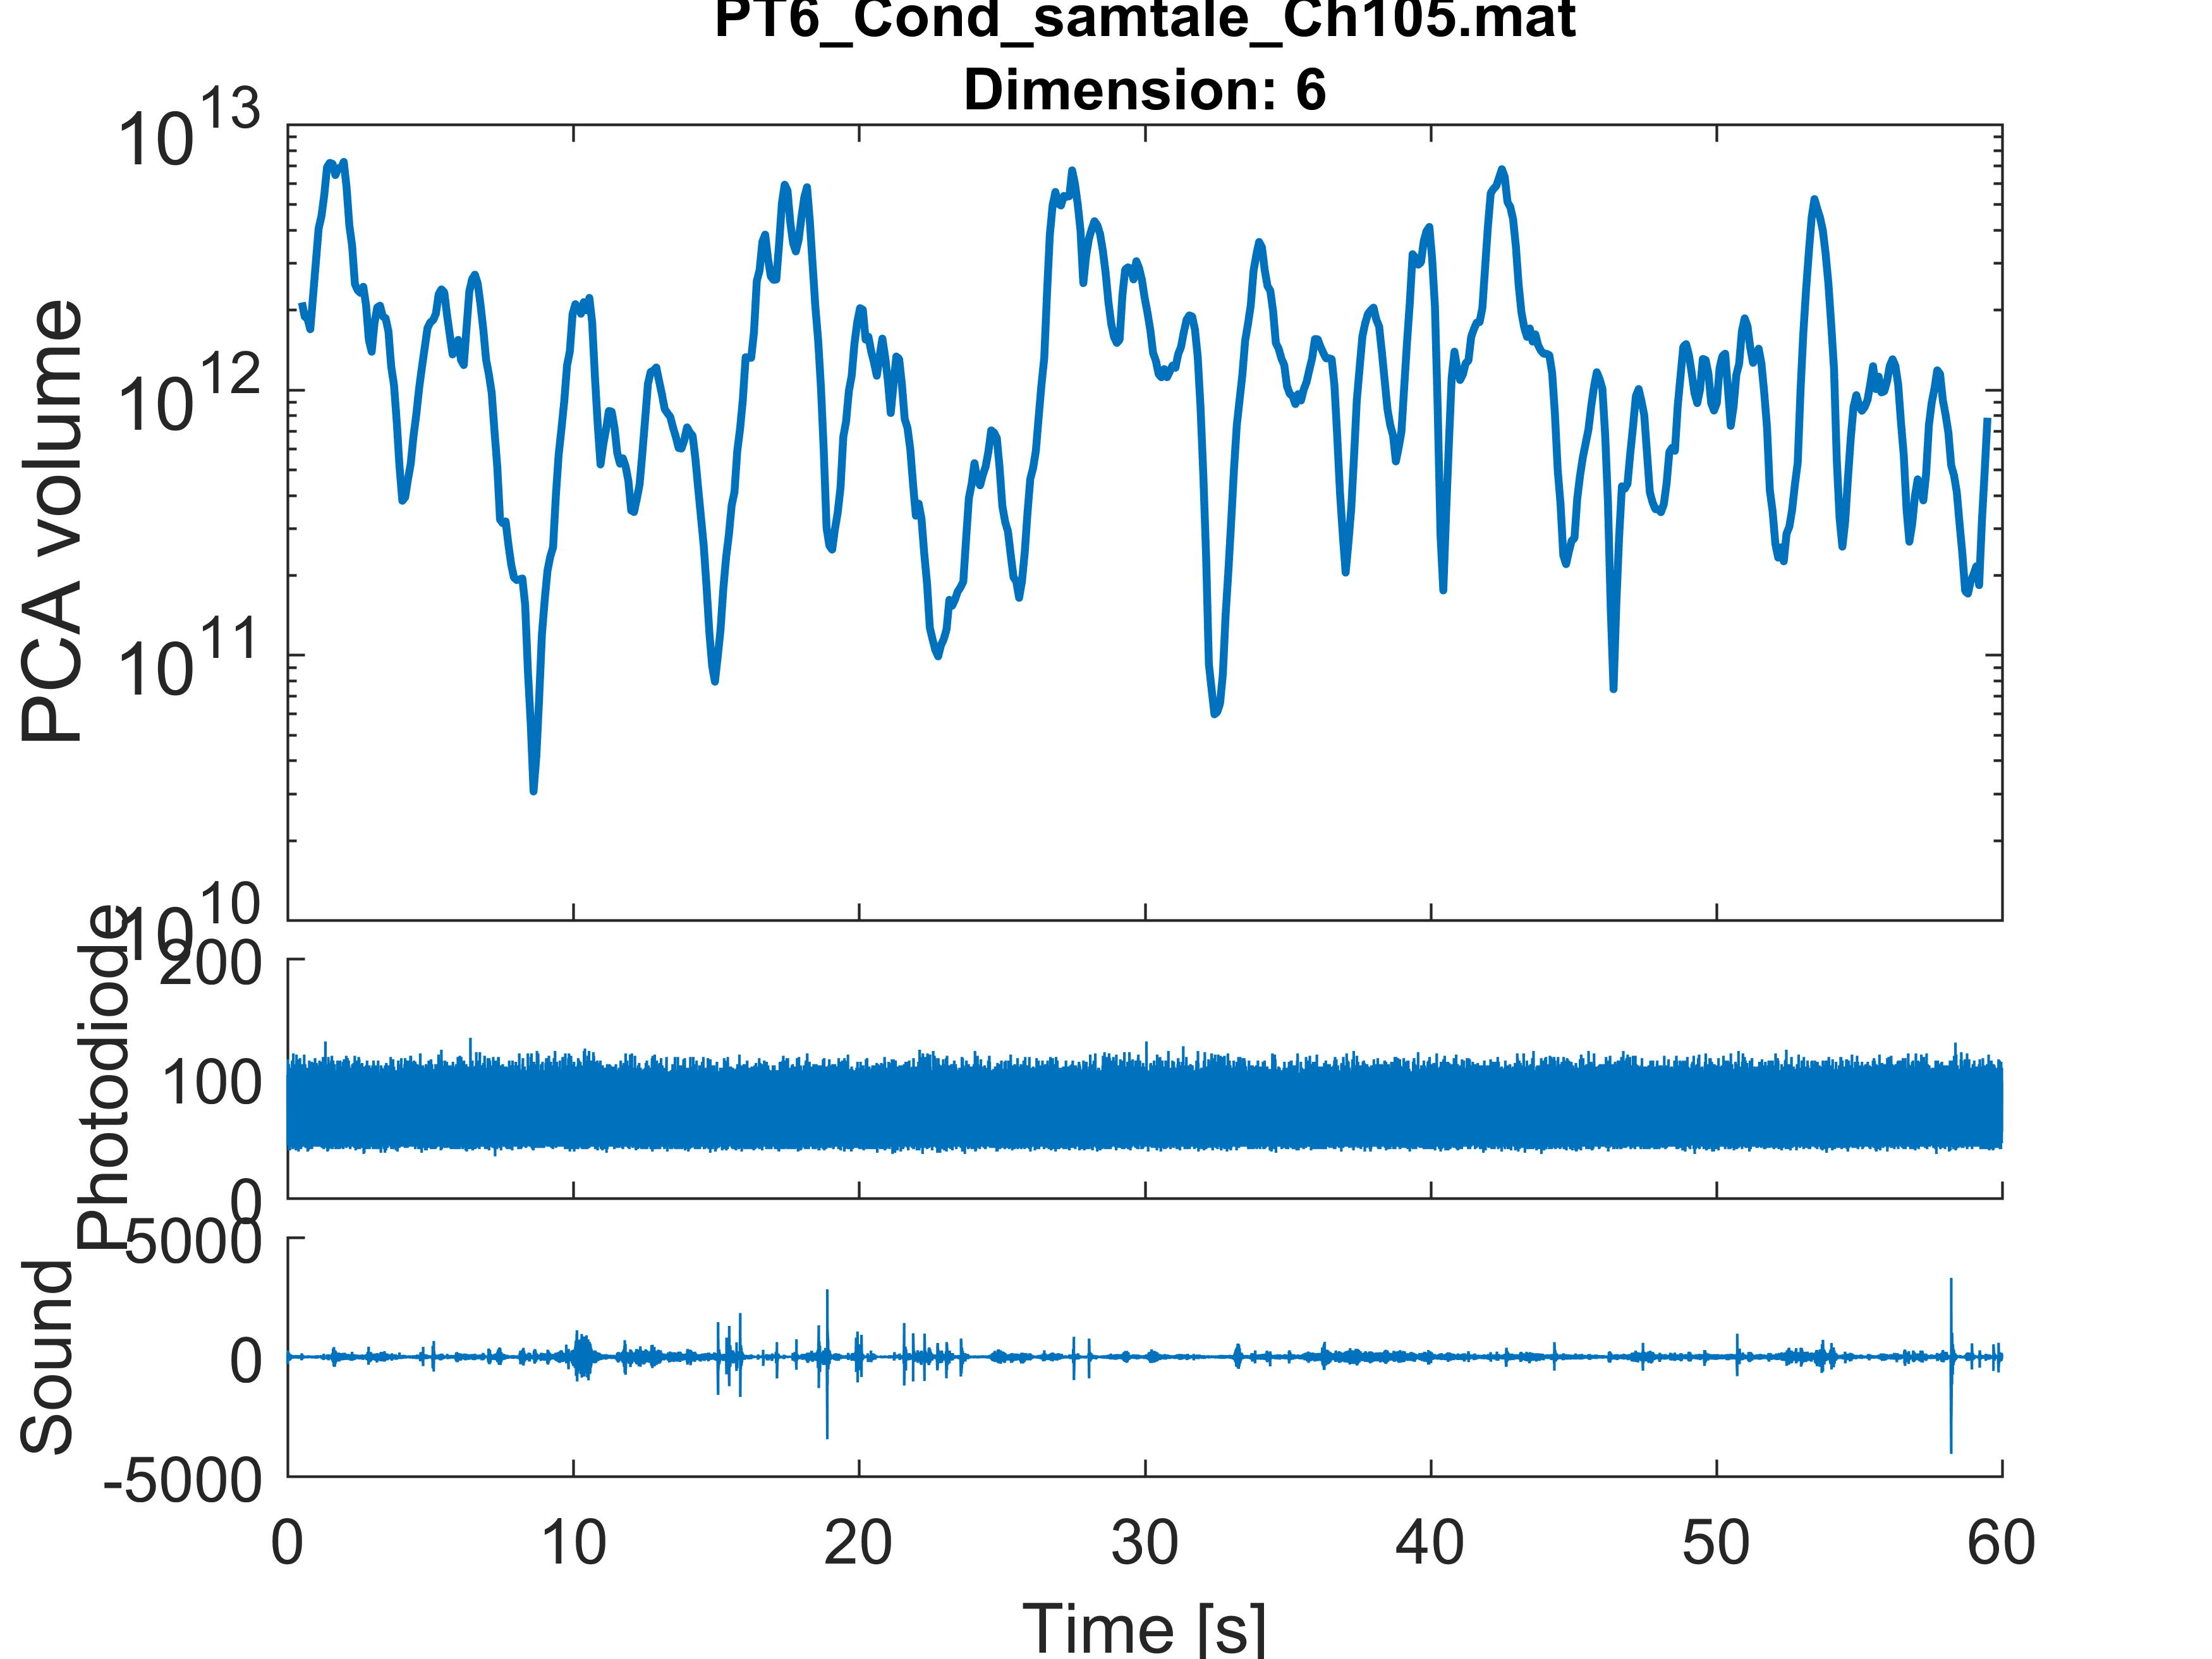 PT6_Cond_samtale_Ch105.mat
Dimension: 6
PCA volume
10^13
10^12
10^11
10^10
Photodiode
200
100
0
Sound
5000
0
-5000
0 10 20 30 40 50 60
Time [s]